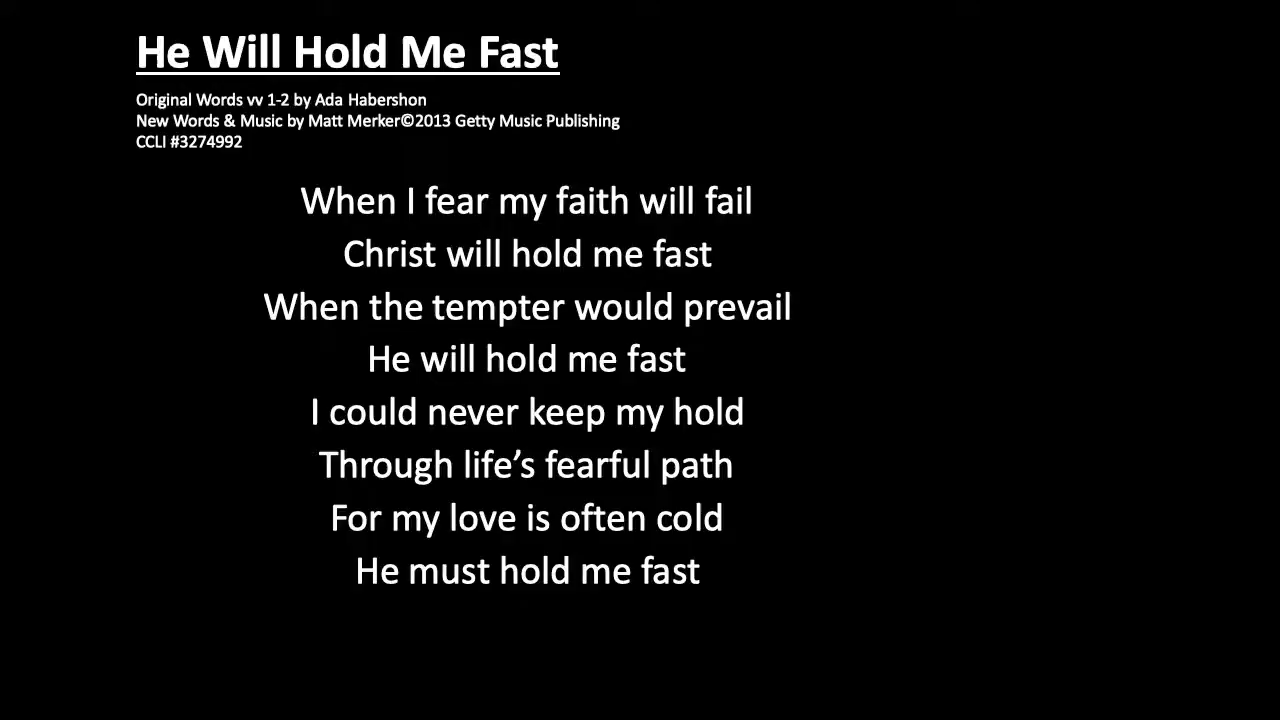 He Will Hold Me Fast
Original Words vv 1-2 by Ada Habershon
New Words & Music by Matt Merker©2013 Getty Music Publishing
CCLI #3274992
When I fear my faith will fail
Christ will hold me fast
When the tempter would prevail
He will hold me fast
I could never keep my hold
Through life’s fearful path
For my love is often cold
He must hold me fast